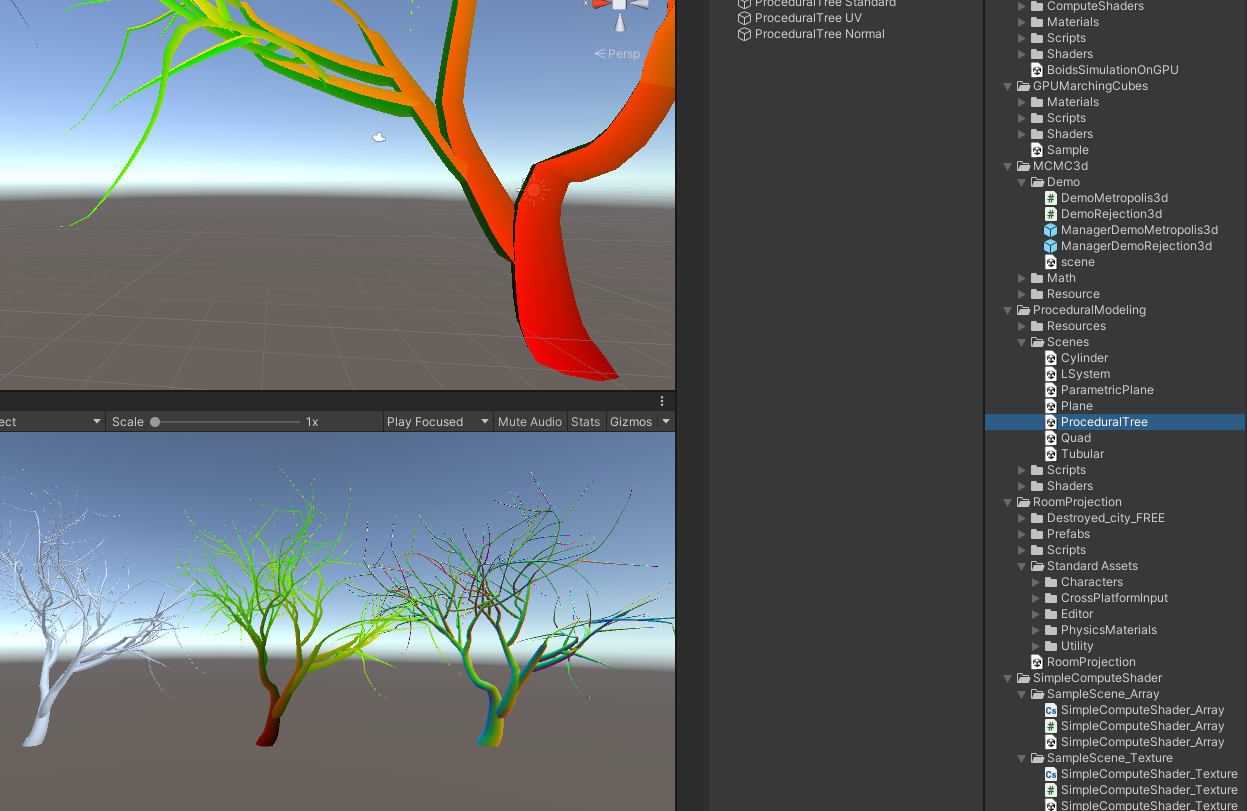 x
Persp
ect
Scale
1x
Play Focused
Mute Audio
Stats
Gizmos
ProceduralTree Standard
ProceduralTree UV
ProceduralTree Normal
ComputeShaders
Materials
Scripts
Shaders
BoidsSimulationOnGPU
GPUMarchingCubes
Materials
Scripts
Shaders
Sample
MCMC3d
Demo
# DemoMetropolis3d
# DemoRejection3d
ManagerDemoMetropolis3d
ManagerDemoRejection3d
scene
Math
Resource
ProceduralModeling
Resources
Scenes
Cylinder
LSystem
ParametricPlane
Plane
ProceduralTree
Quad
Tubular
Scripts
Shaders
RoomProjection
Destroyed_city_FREE
Prefabs
Scripts
Standard Assets
Characters
CrossPlatformInput
Editor
PhysicsMaterials
Utility
RoomProjection
SimpleComputeShader
SampleScene_Array
Cs SimpleComputeShader_Array
# SimpleComputeShader_Array
SimpleComputeShader_Array
SampleScene_Texture
Cs SimpleComputeShader_Texture
# SimpleComputeShader_Texture
SimpleComputeShader_Texture